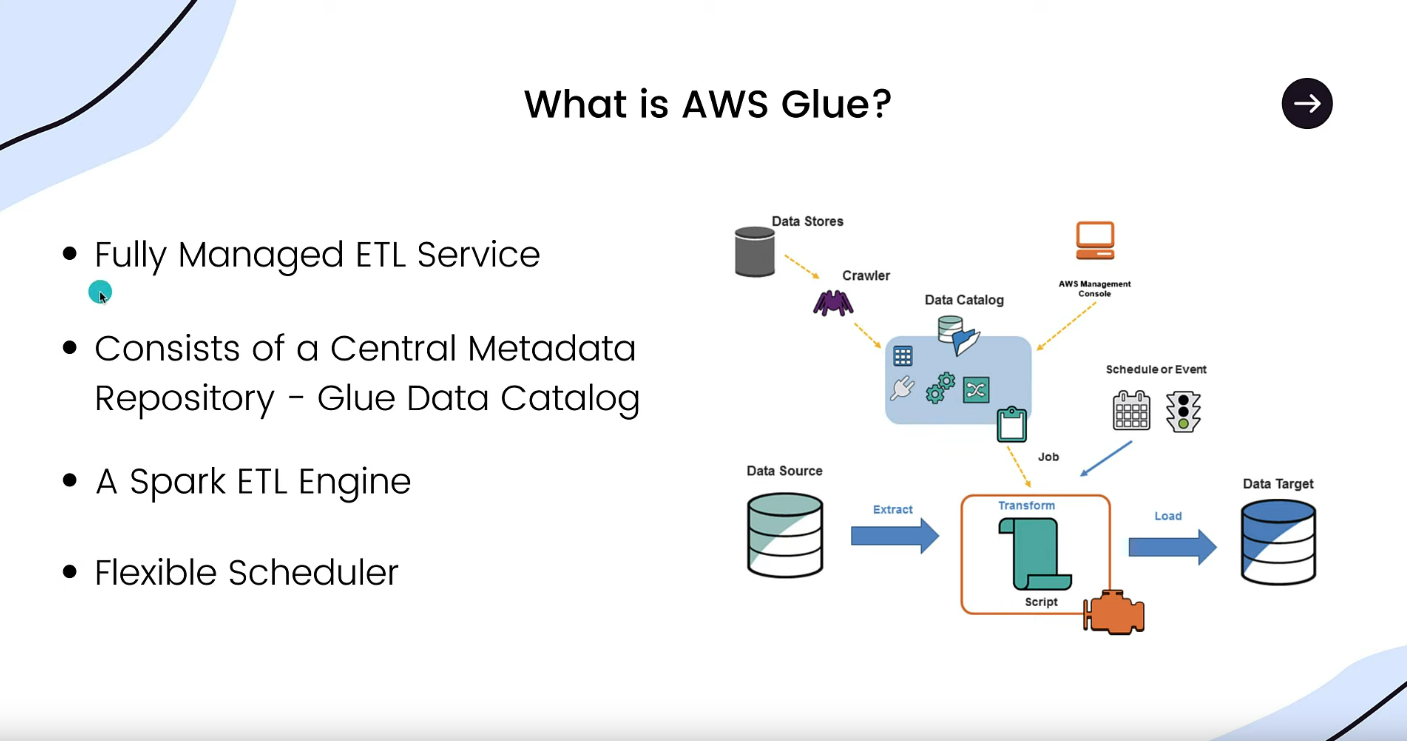 What is AWS Glue?
Fully Managed ETL Service
Consists of a Central Metadata
Repository - Glue Data Catalog
A Spark ETL Engine
Flexible Scheduler
Data Stores
Crawler
Data Catalog
AWS Management
Console
Schedule or Event
Job
Data Source
Extract
Transform
Script
Load
Data Target